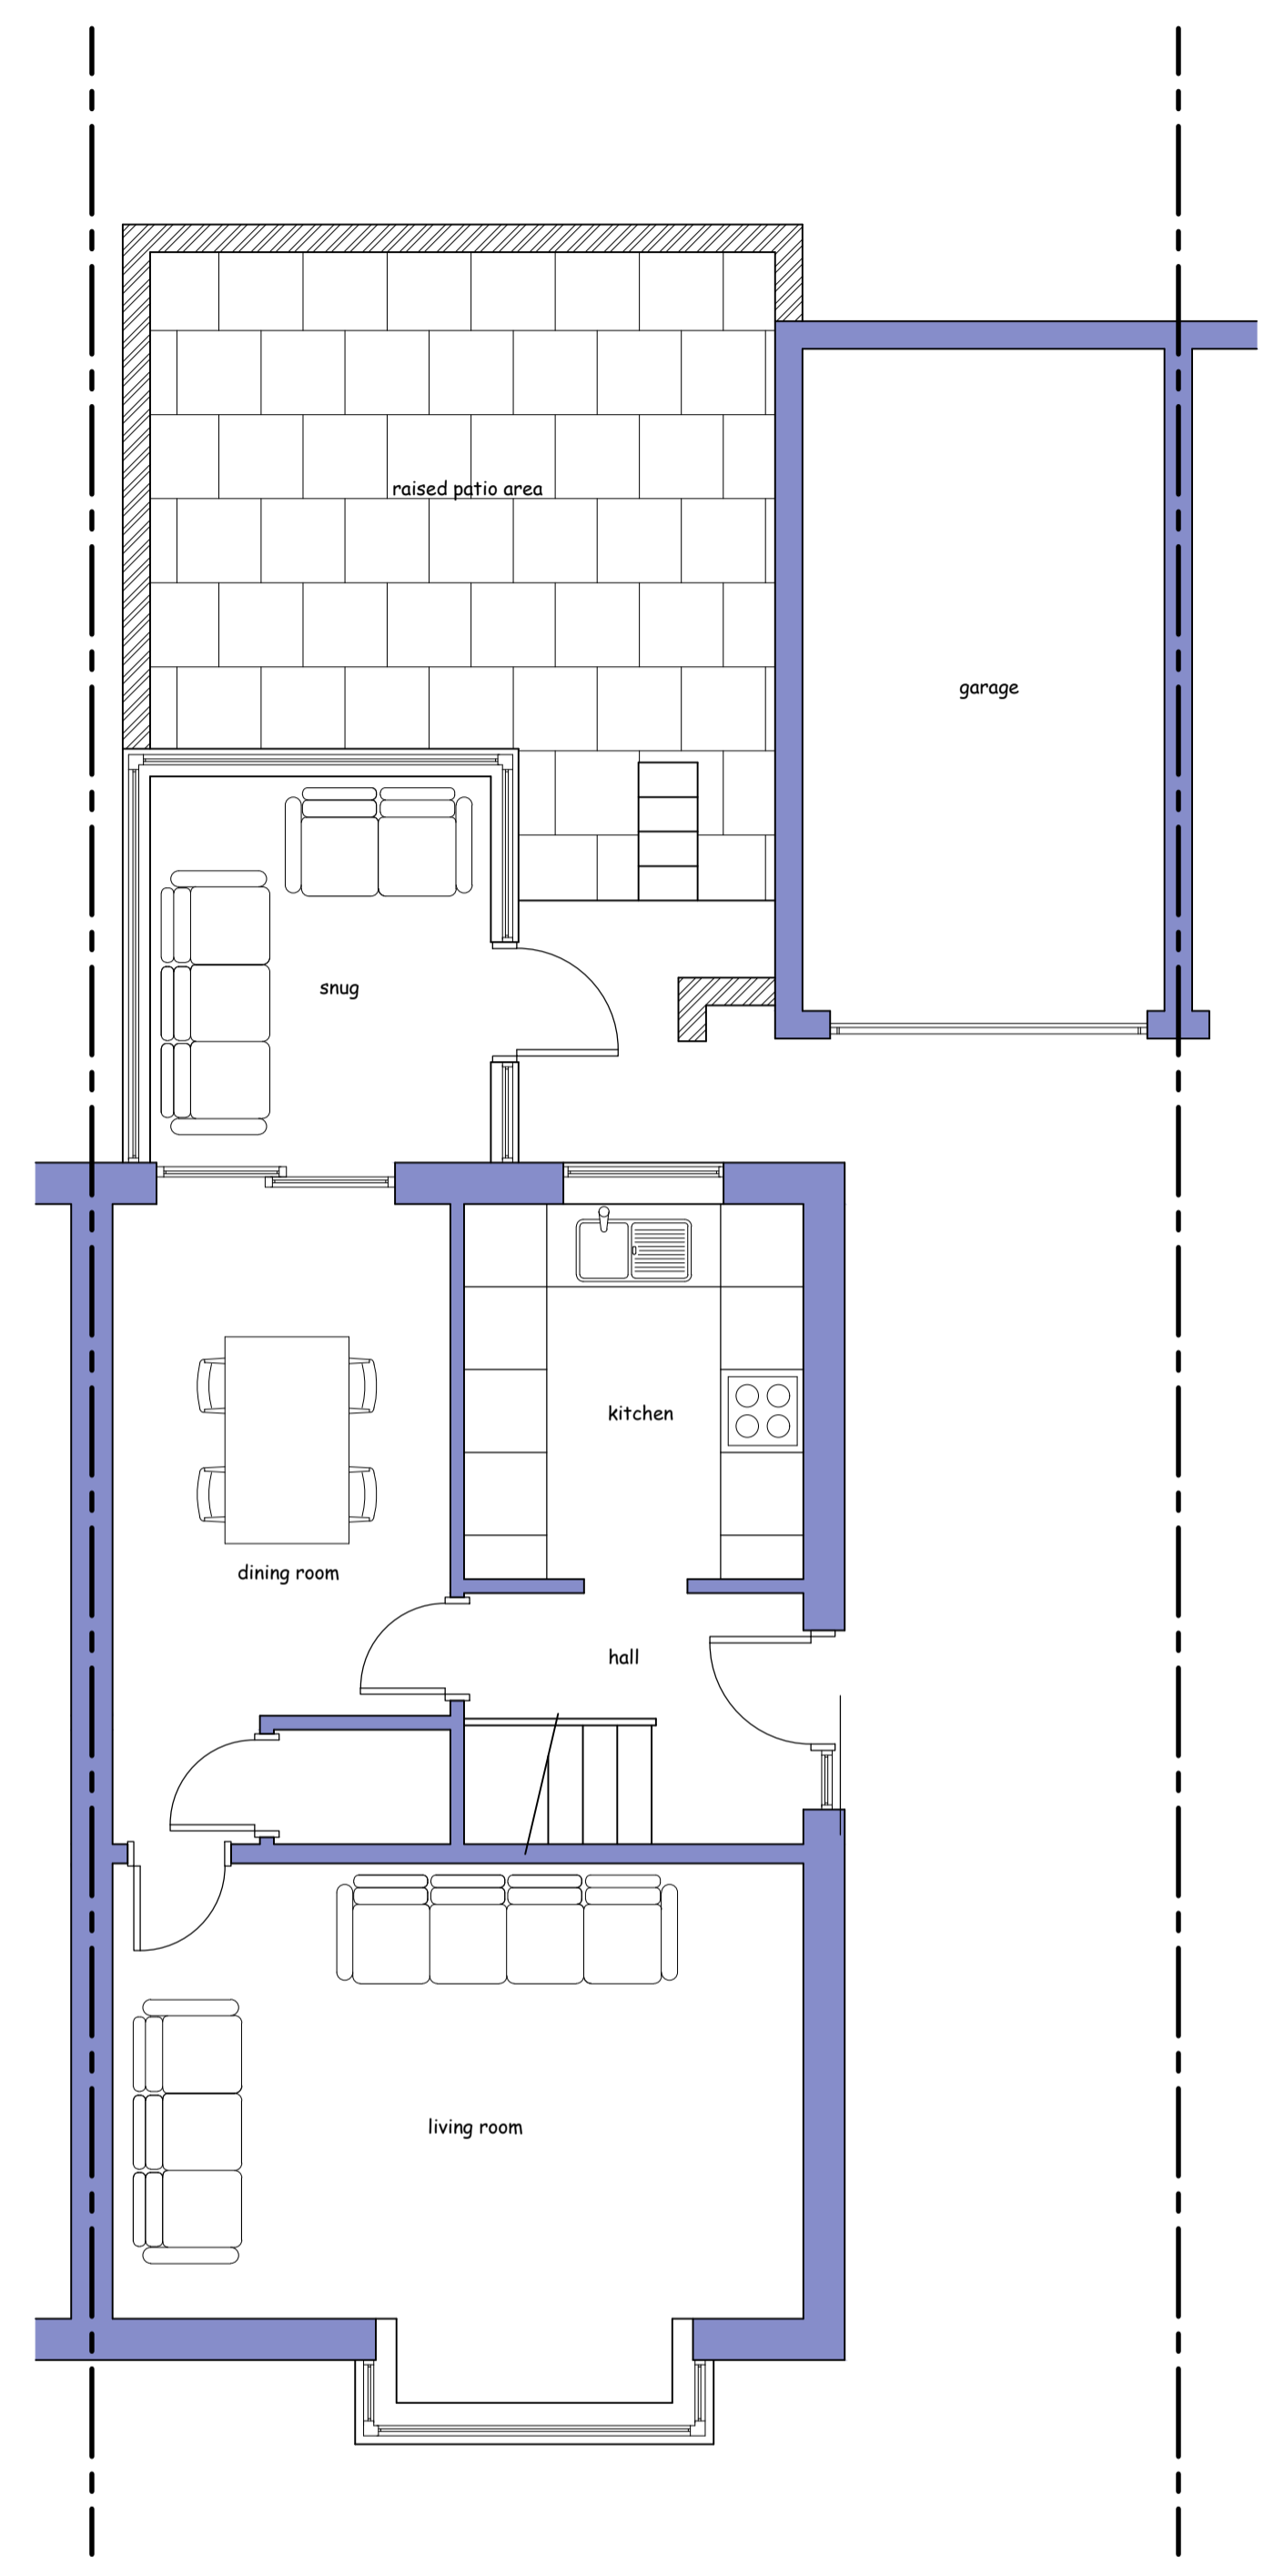 raised patio area
garage
snug
kitchen
dining room
hall
living room